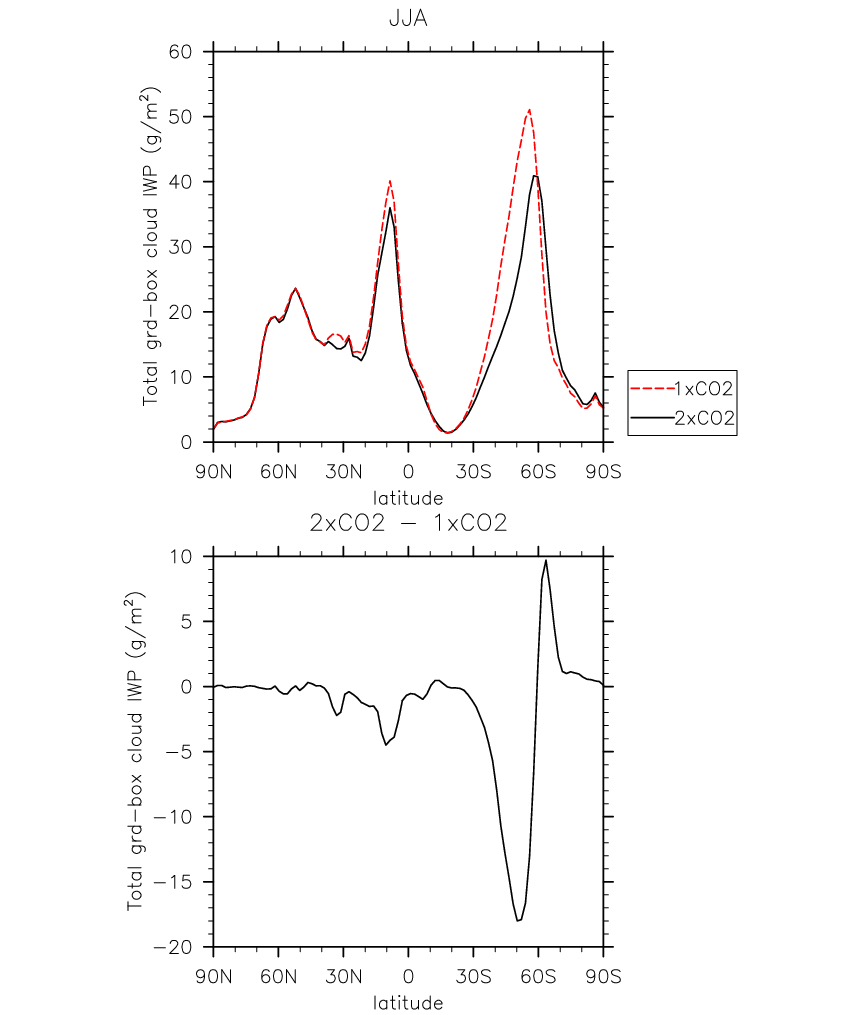 JJA
Total grd-box cloud IWP (g/m²)
60
50
40
30
20
10
0
90N 60N 30N 0 30S 60S 90S
latitude
1xCO2
2xCO2
2xCO2 - 1xCO2
Total grd-box cloud IWP (g/m²)
10
5
0
-5
-10
-15
-20
90N 60N 30N 0 30S 60S 90S
latitude